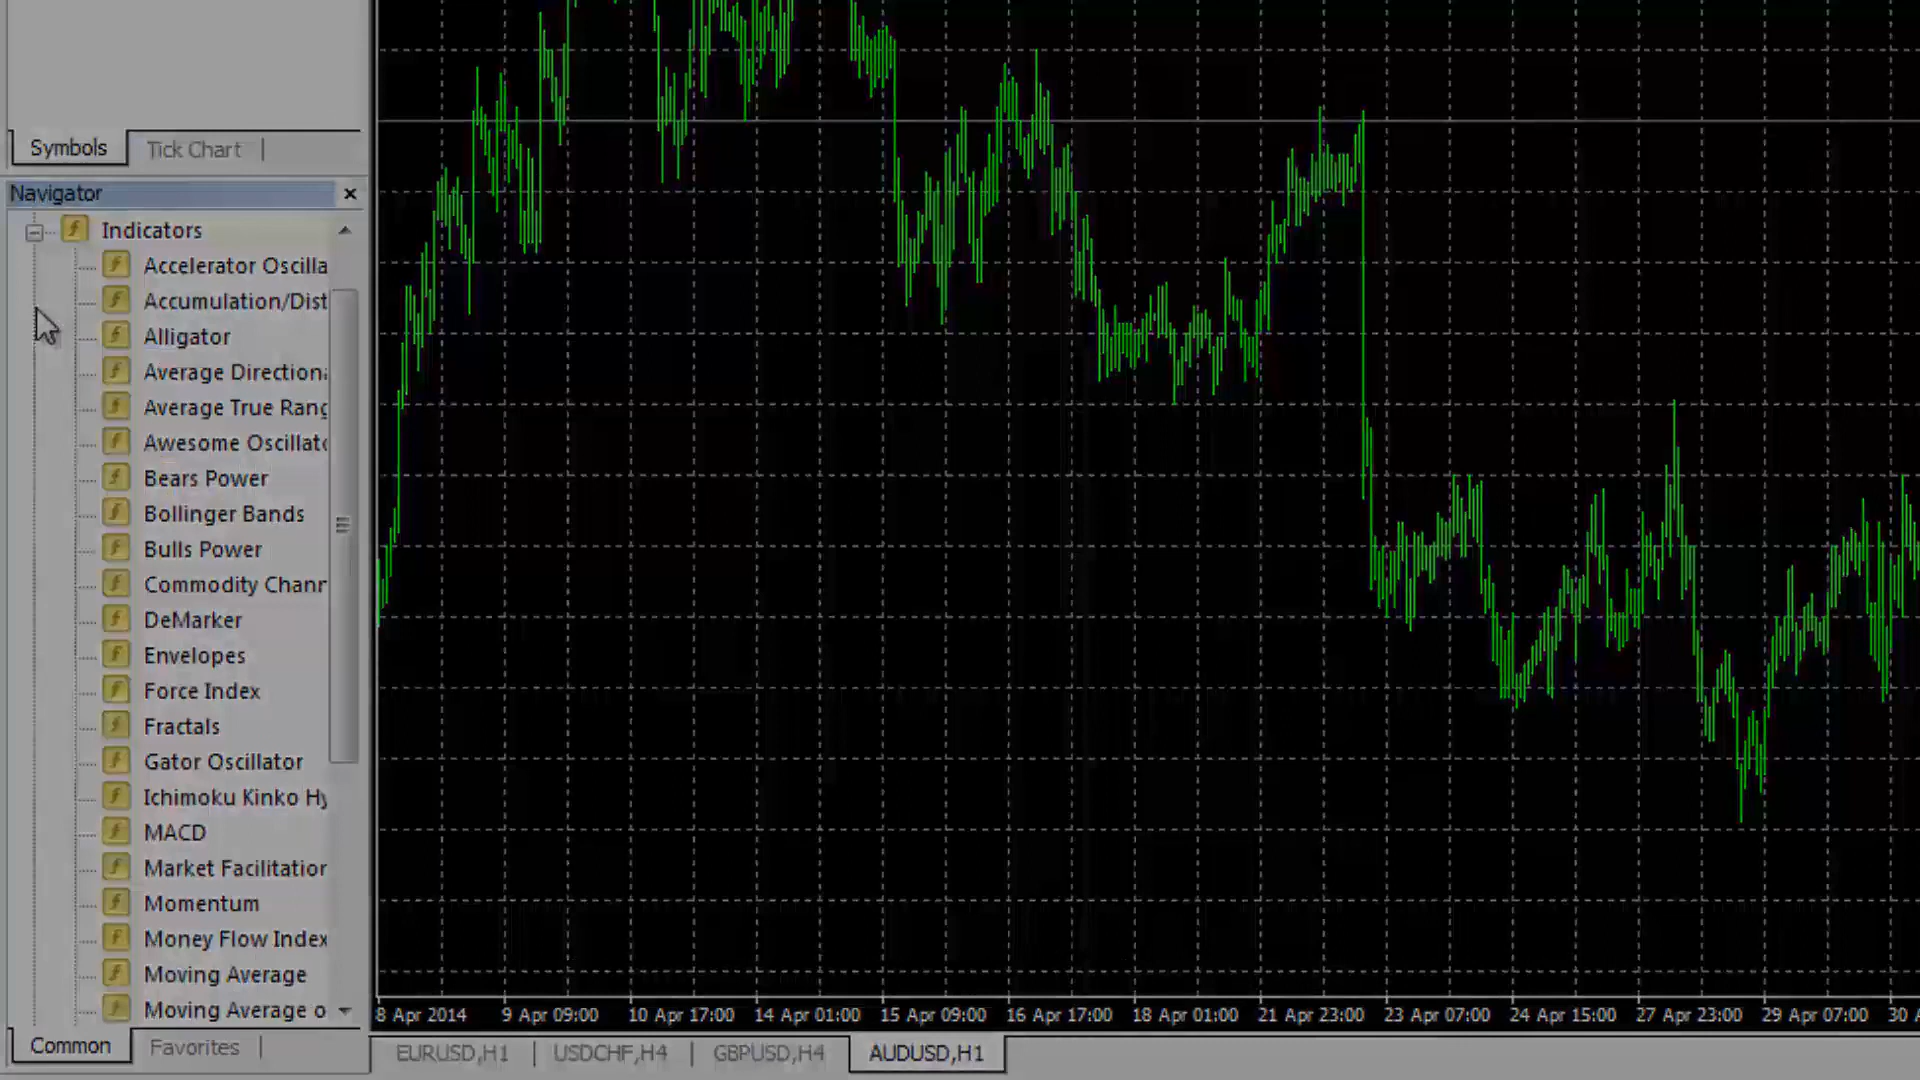 Symbols
Tick Chart
Navigator
Indicators
Accelerator Oscilla
Accumulation/Dist
Alligator
Average Direction
Average True Rang
Awesome Oscillato
Bears Power
Bollinger Bands
Bulls Power
Commodity Chann
DeMarker
Envelopes
Force Index
Fractals
Gator Oscillator
Ichimoku Kinko Hy
MACD
Market Facilitation
Momentum
Money Flow Index
Moving Average
Moving Average o
Common
Favorites
8 Apr 2014 9 Apr 09:00 10 Apr 17:00 14 Apr 01:00 15 Apr 09:00 16 Apr 17:00 18 Apr 01:00 21 Apr 23:00 23 Apr 07:00 24 Apr 15:00 27 Apr 23:00 29 Apr 07:00 30 A
EURUSD,H1
USDCHF,H4
GBPUSD,H4
AUDUSD,H1